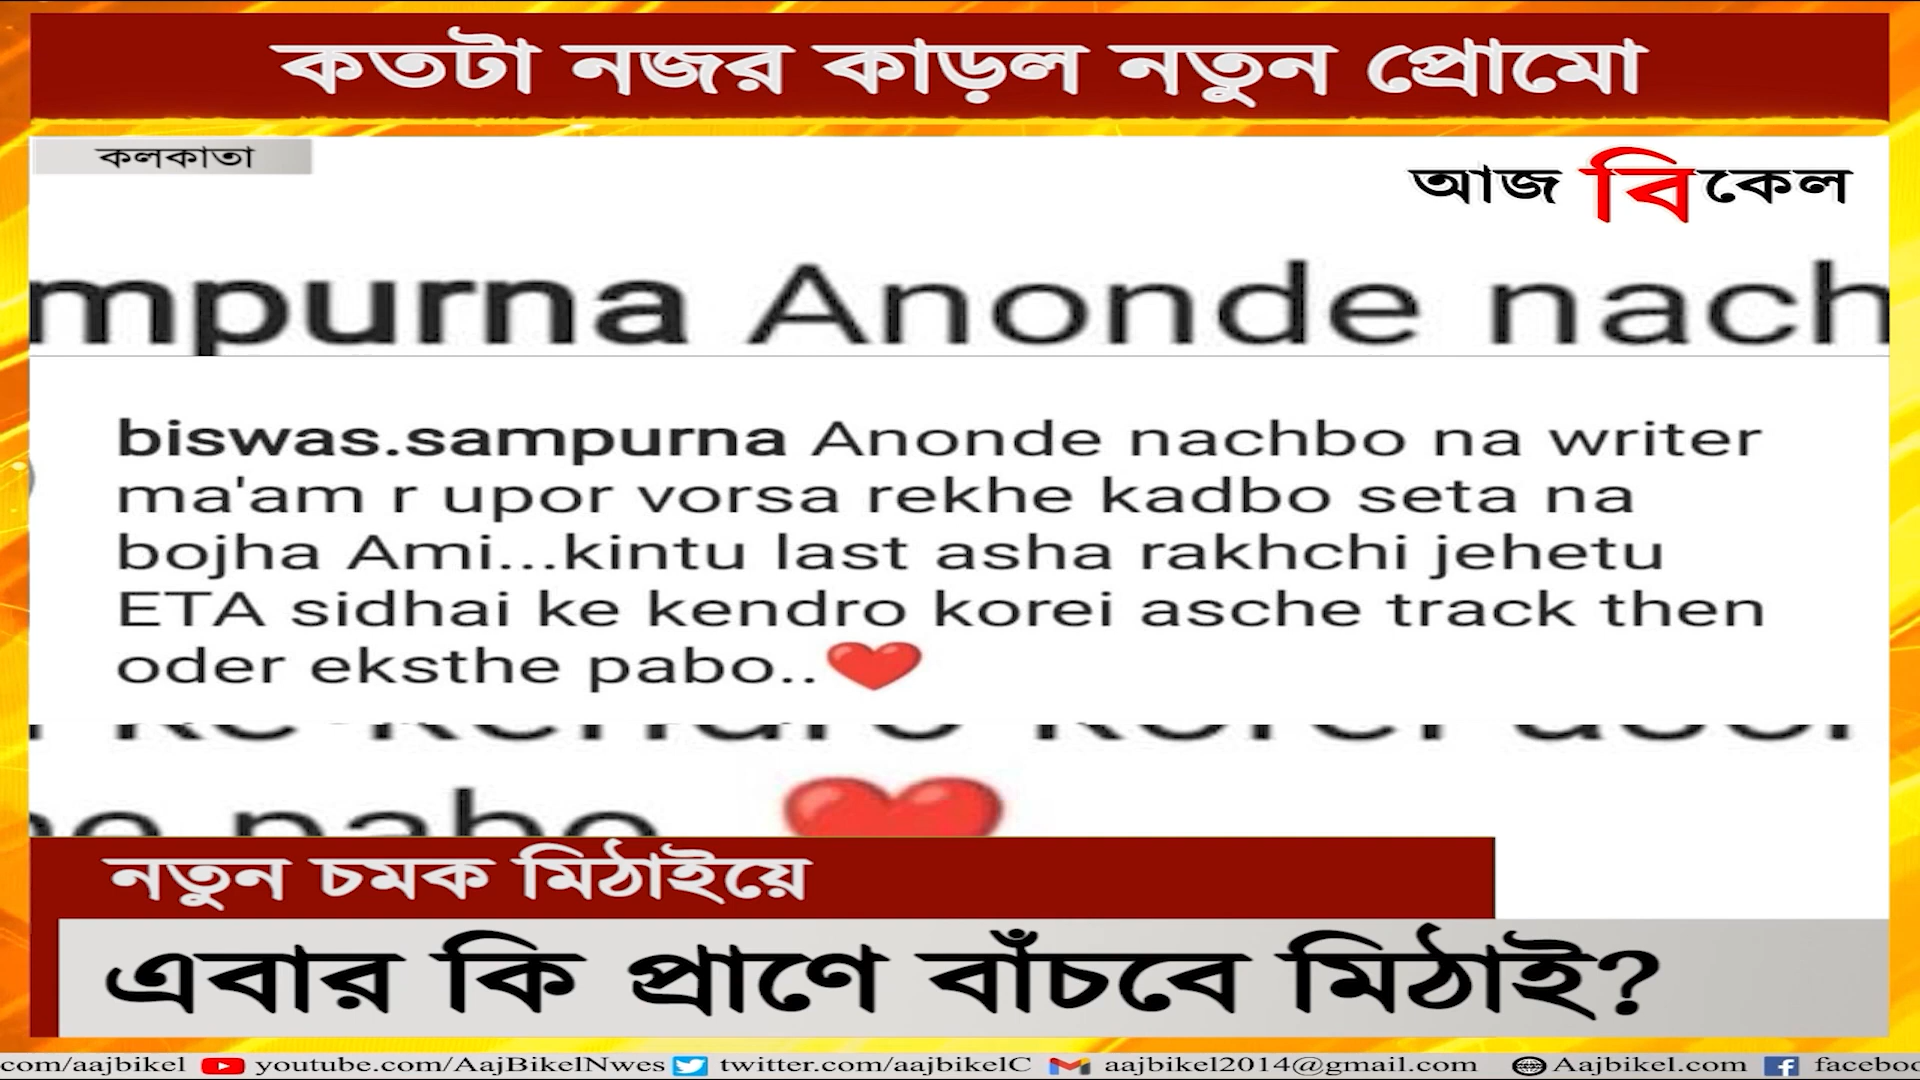 কতটা নজর কাড়ল নতুন প্রোমো
কলকাতা
আজ বিকেল
mpurna Anonde nach
biswas.sampurna Anonde nachbo na writer
ma'am r upor vorsa rekhe kadbo seta na
bojha Ami...kintu last asha rakhchi jehetu
ETA sidhai ke kendro korei asche track then
oder eksthe pabo..❤️
নতুন চমক মিঠাইয়ে
এবার কি প্রাণে বাঁচবে মিঠাই?
com/aajbikel youtube.com/AajBikelNwes twitter.com/aajbikelC aajbikel2014@gmail.com Aajbikel.com faceboo